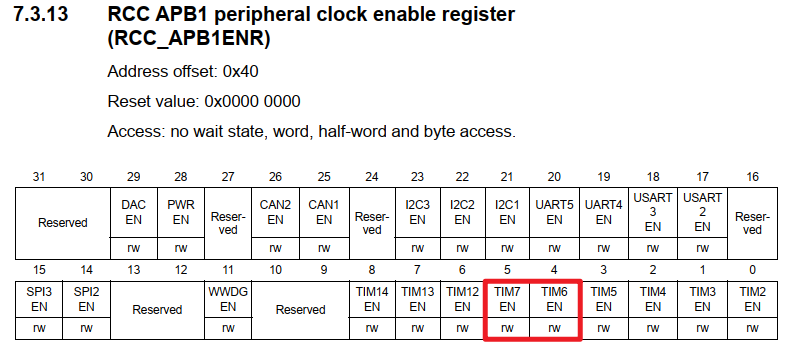 7.3.13 RCC APB1 peripheral clock enable register
(RCC_APB1ENR)
Address offset: 0x40
Reset value: 0x0000 0000
Access: no wait state, word, half-word and byte access.
31 30 29 28 27 26 25 24 23 22 21 20 19 18 17 16
Reserved DAC EN PWR EN Reser-ved CAN2 EN CAN1 EN Reser-ved I2C3 EN I2C2 EN I2C1 EN UART5 EN UART4 EN USART 3 EN USART 2 EN Reser-ved
rw rw rw rw rw rw rw rw rw rw rw
15 14 13 12 11 10 9 8 7 6 5 4 3 2 1 0
SPI3 EN SPI2 EN Reserved WWDG EN Reserved TIM14 EN TIM13 EN TIM12 EN TIM7 EN TIM6 EN TIM5 EN TIM4 EN TIM3 EN TIM2 EN
rw rw rw rw rw rw rw rw rw rw rw rw